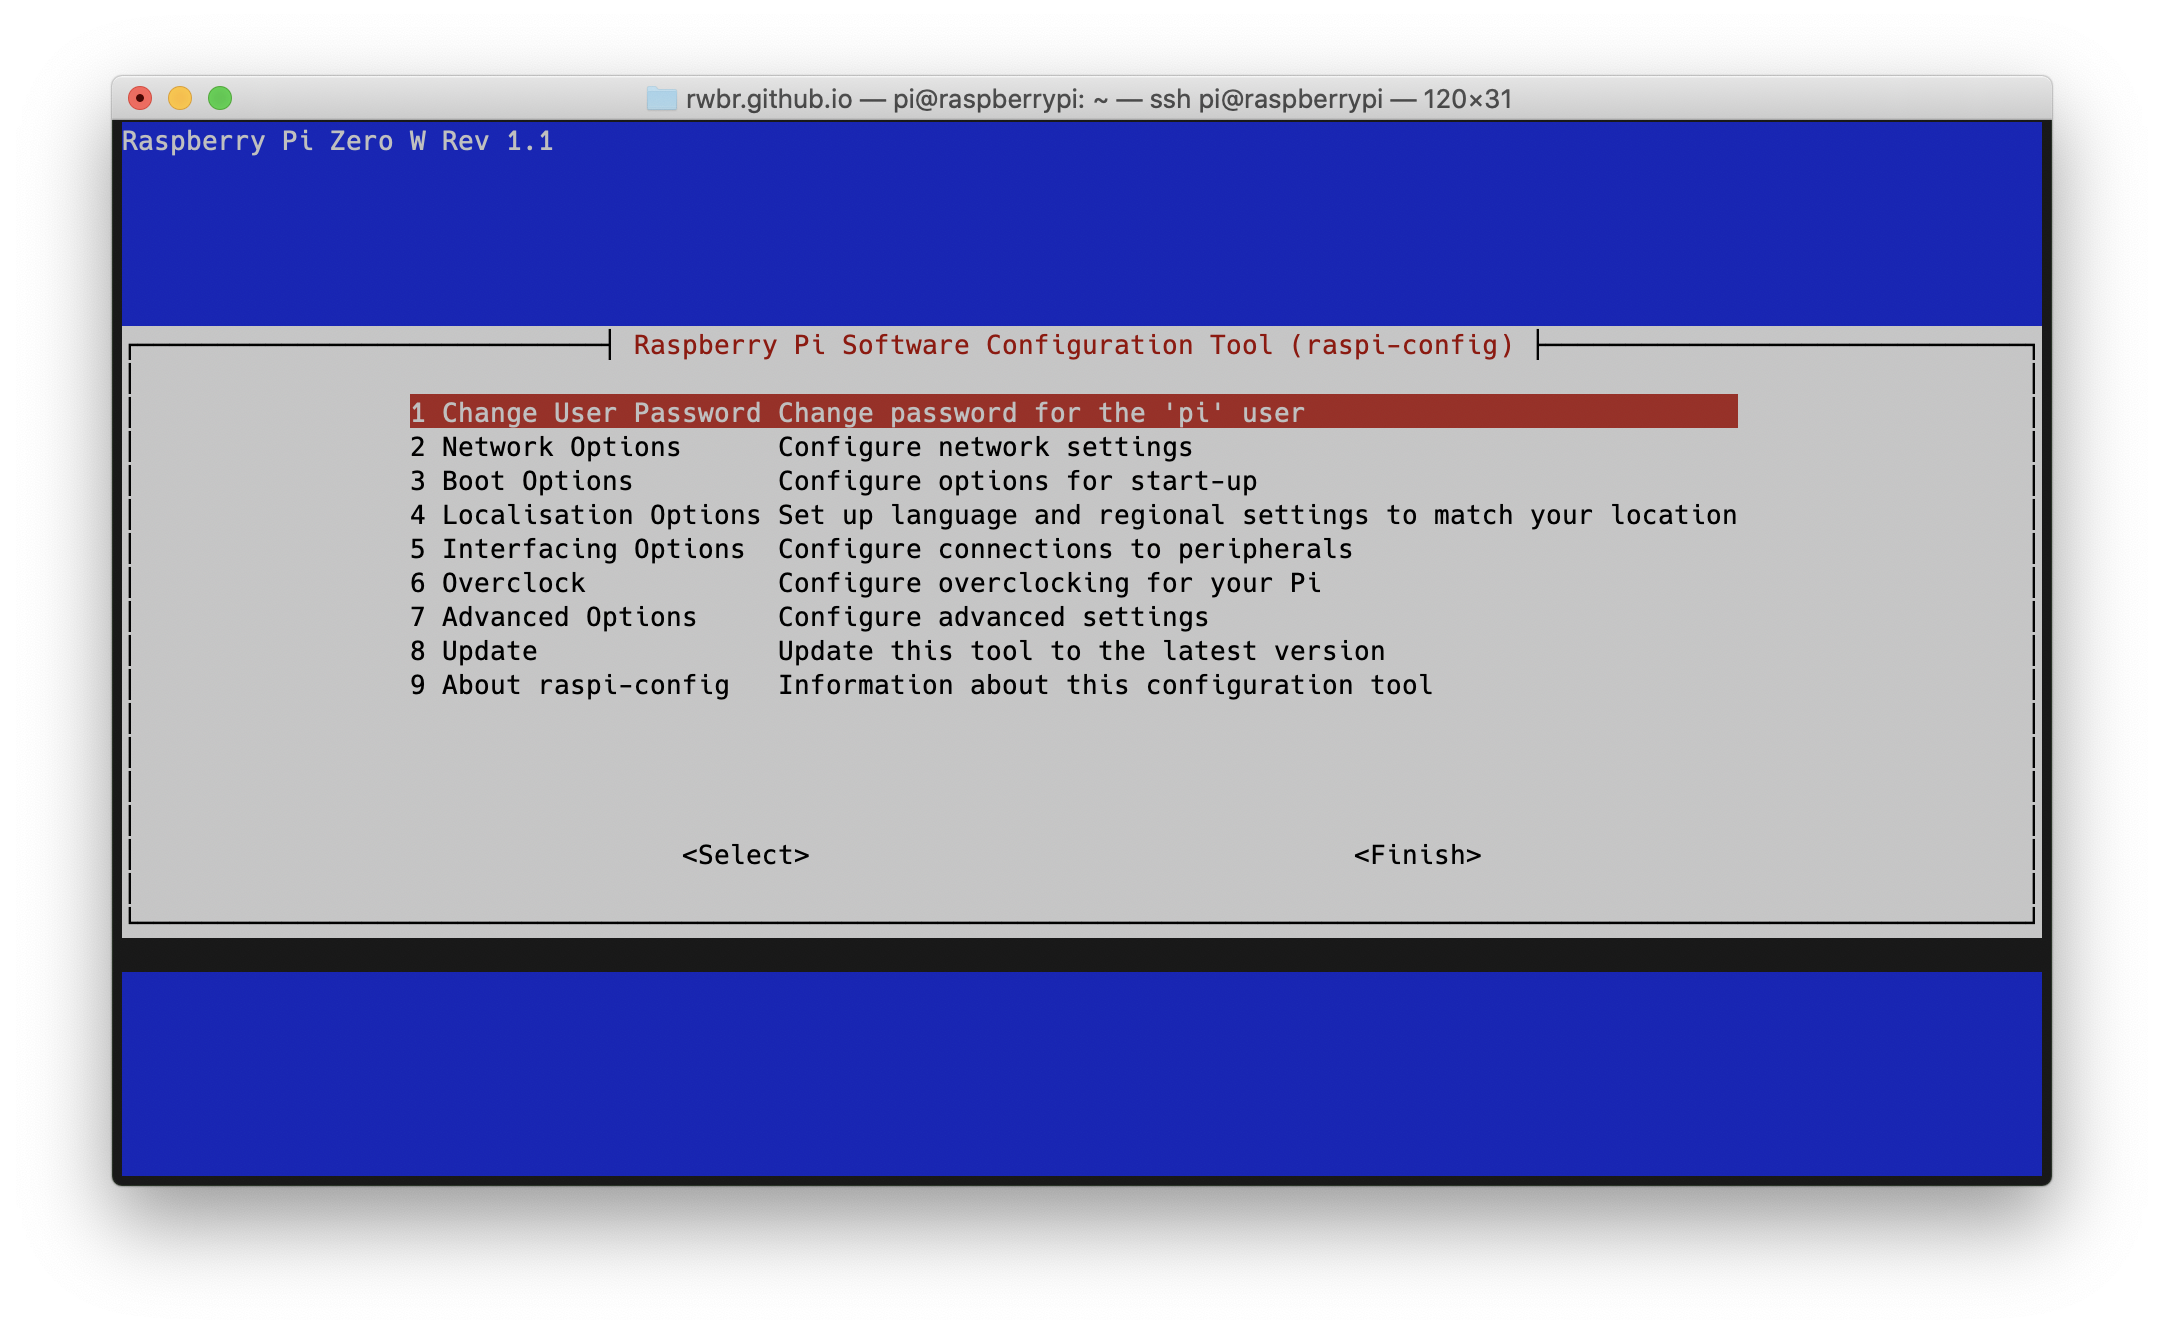 rwbr.github.io — pi@raspberrypi: ~ — ssh pi@raspberrypi — 120×31
Raspberry Pi Zero W Rev 1.1
Raspberry Pi Software Configuration Tool (raspi-config)
1 Change User Password Change password for the 'pi' user
2 Network Options Configure network settings
3 Boot Options Configure options for start-up
4 Localisation Options Set up language and regional settings to match your location
5 Interfacing Options Configure connections to peripherals
6 Overclock Configure overclocking for your Pi
7 Advanced Options Configure advanced settings
8 Update Update this tool to the latest version
9 About raspi-config Information about this configuration tool
<Select> <Finish>